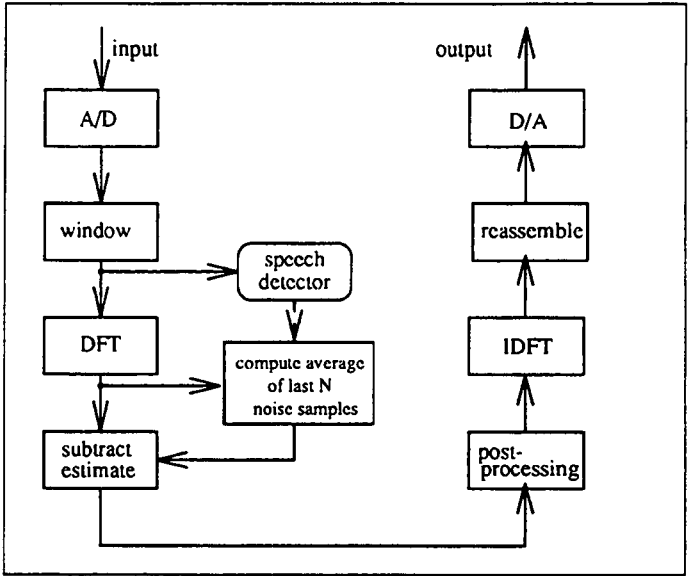 input
A/D
window
speech
detector
DFT
compute average
of last N
noise samples
subtract
estimate
output
D/A
reassemble
IDFT
post-
processing